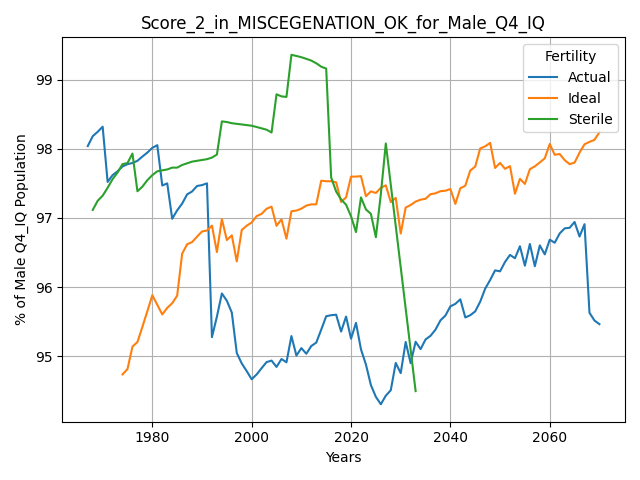 Score_2_in_MISCEGENATION_OK_for_Male_Q4_IQ
Fertility
Actual
Ideal
Sterile
% of Male Q4_IQ Population
99
98
97
96
95
1980
2000
2020
2040
2060
Years